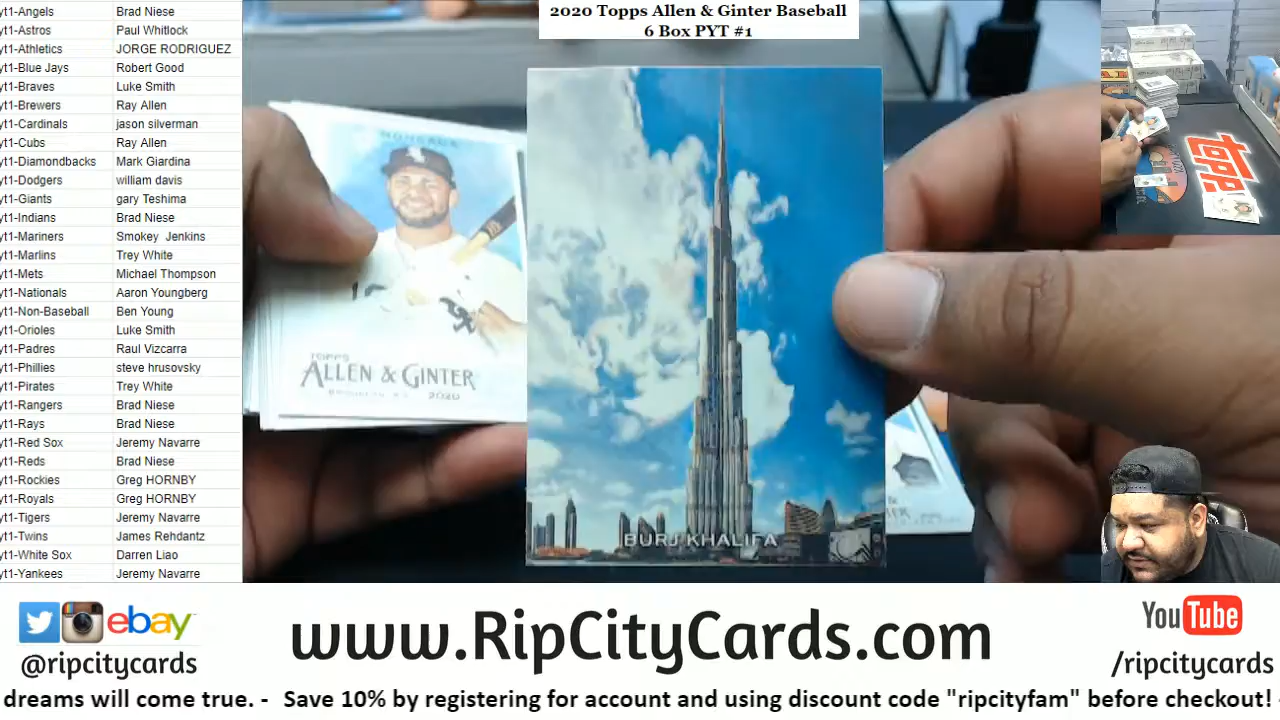 2020 Topps Allen & Ginter Baseball
6 Box PYT #1
yt1-Angels Brad Niese
yt1-Astros Paul Whitlock
yt1-Athletics JORGE RODRIGUEZ
yt1-Blue Jays Robert Good
yt1-Braves Luke Smith
yt1-Brewers Ray Allen
yt1-Cardinals jason silverman
yt1-Cubs Ray Allen
yt1-Diamondbacks Mark Giardina
yt1-Dodgers william davis
yt1-Giants gary Teshima
yt1-Indians Brad Niese
yt1-Mariners Smokey Jenkins
yt1-Marlins Trey White
yt1-Mets Michael Thompson
yt1-Nationals Aaron Youngberg
yt1-Non-Baseball Ben Young
yt1-Orioles Luke Smith
yt1-Padres Raul Vizcarra
yt1-Phillies steve hrusovsky
yt1-Pirates Trey White
yt1-Rangers Brad Niese
yt1-Rays Brad Niese
yt1-Red Sox Jeremy Navarre
yt1-Reds Brad Niese
yt1-Rockies Greg HORNBY
yt1-Royals Greg HORNBY
yt1-Tigers Jeremy Navarre
yt1-Twins James Rehdantz
yt1-White Sox Darren Liao
yt1-Yankees Jeremy Navarre
TOPPS
ALLEN & GINTER
2020
BURJ KHALIFA
TOPPS
ebay
@ripcitycards
www.RipCityCards.com
YouTube
/ripcitycards
dreams will come true. - Save 10% by registering for account and using discount code "ripcityfam" before checkout!